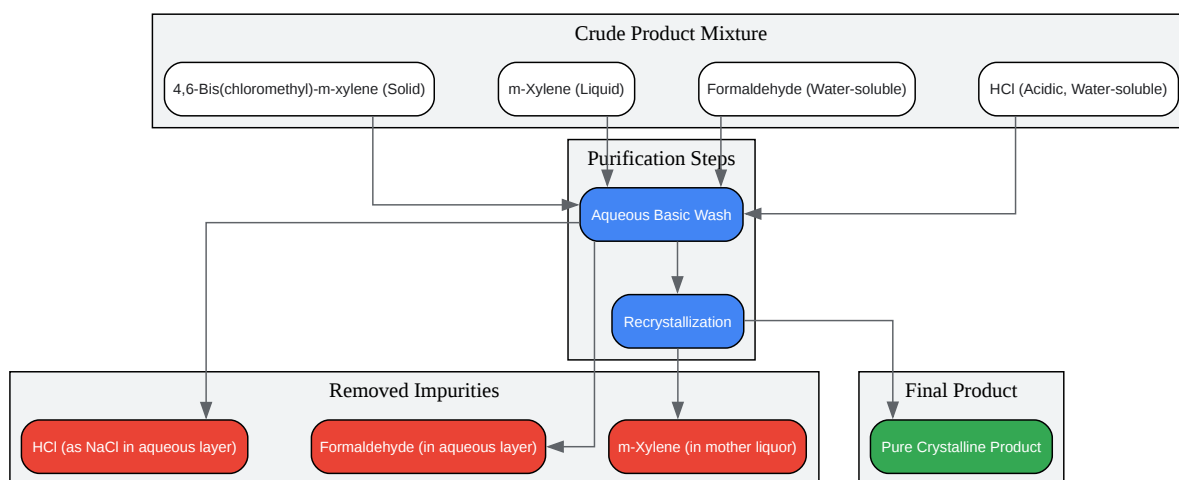 Crude Product Mixture
4,6-Bis(chloromethyl)-m-xylene (Solid)
m-Xylene (Liquid)
Formaldehyde (Water-soluble)
HCl (Acidic, Water-soluble)
Purification Steps
Aqueous Basic Wash
Recrystallization
Removed Impurities
HCl (as NaCl in aqueous layer)
Formaldehyde (in aqueous layer)
m-Xylene (in mother liquor)
Final Product
Pure Crystalline Product